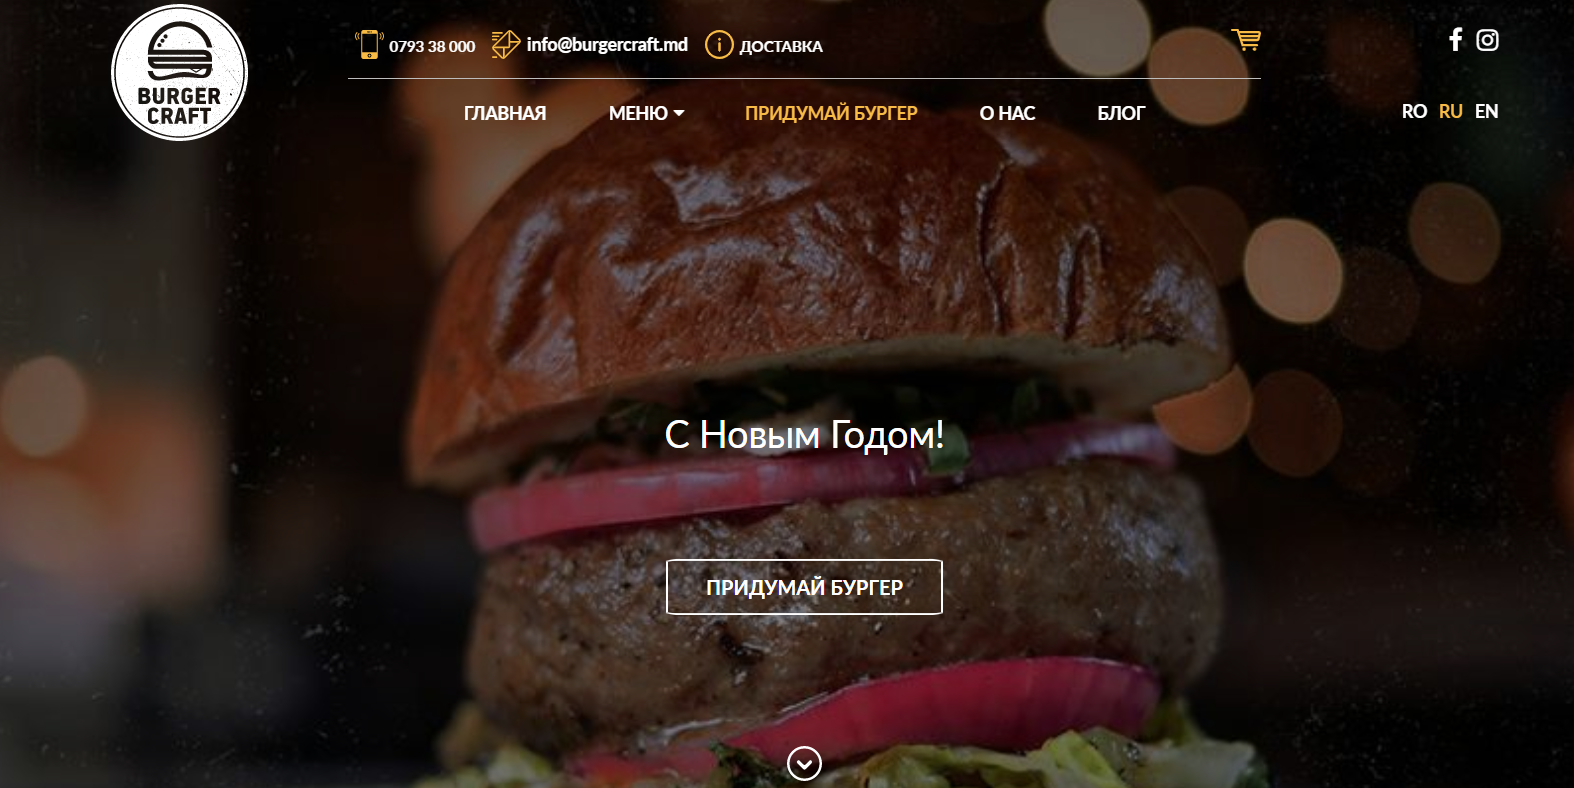 BURGER
CRAFT
0793 38 000
info@burgercraft.md
ДОСТАВКА
ГЛАВНАЯ
МЕНЮ
ПРИДУМАЙ БУРГЕР
О НАС
БЛОГ
RO RU EN
С Новым Годом!
ПРИДУМАЙ БУРГЕР